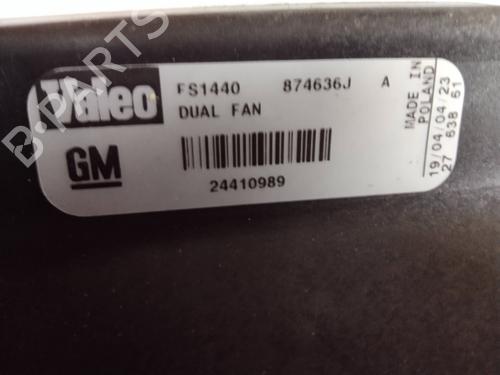 Valeo FS1440 874636J A
DUAL FAN
GM
24410989
MADE IN
POLAND
19/04/04/23
27 638 61
B-PARTS